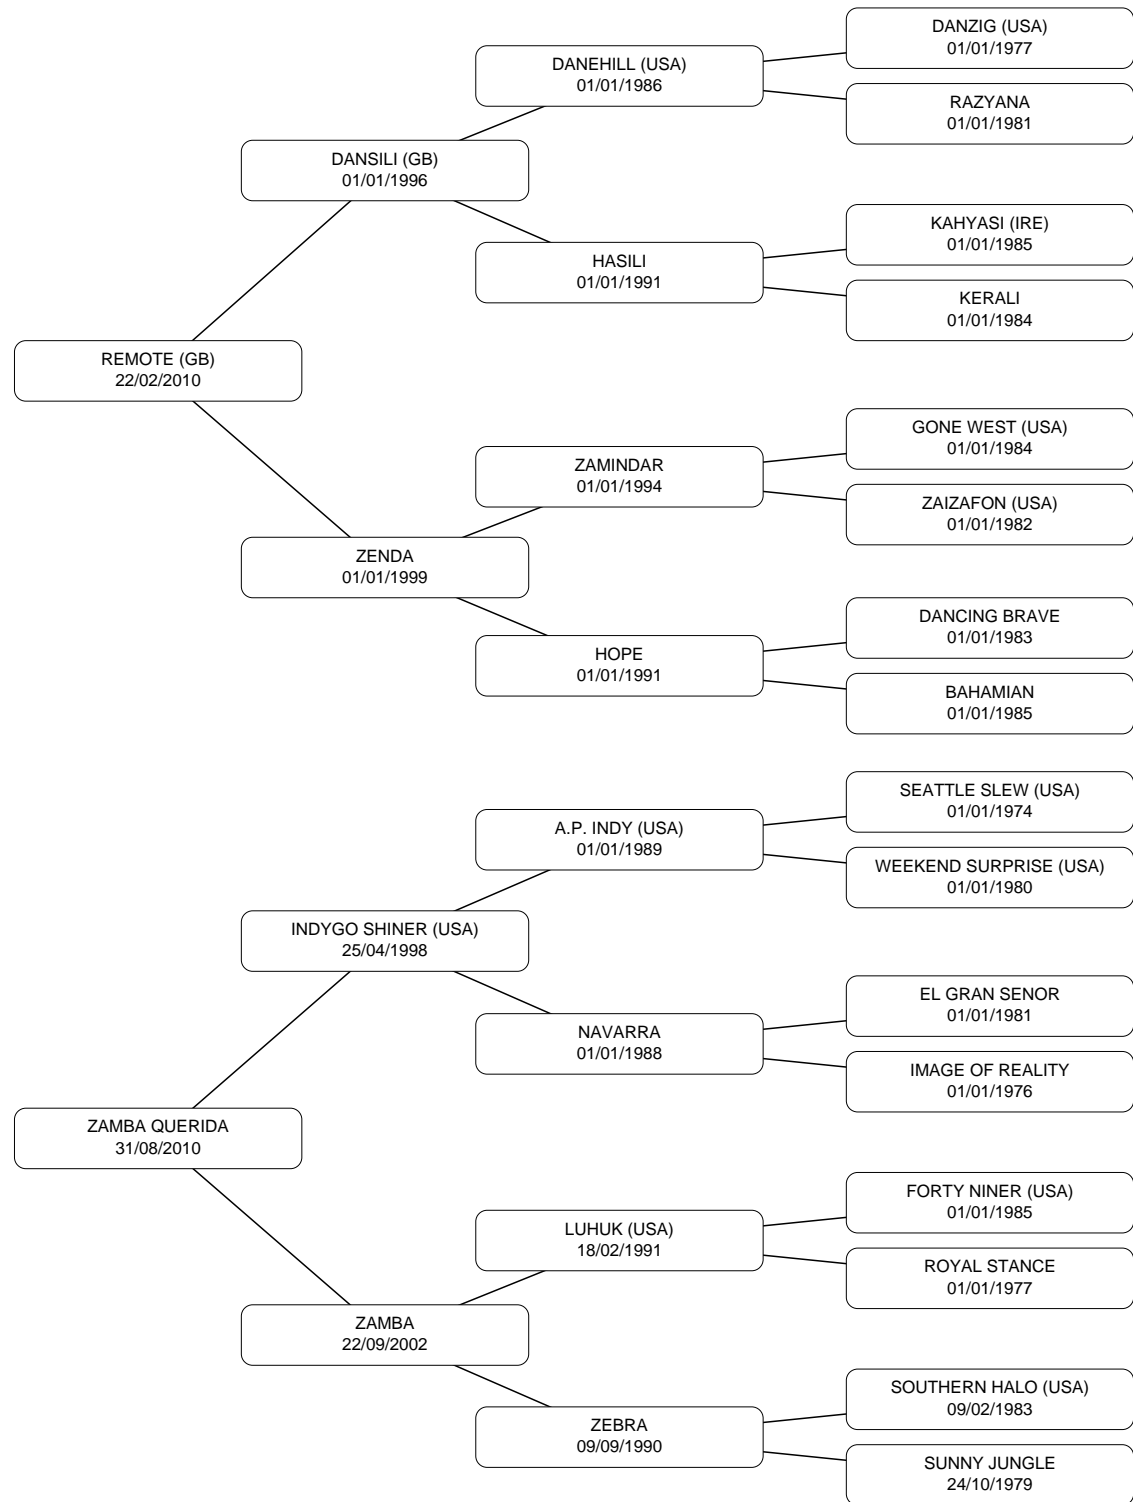 DANZIG (USA)
01/01/1977
DANEHILL (USA)
01/01/1986
RAZYANA
01/01/1981
DANSILI (GB)
01/01/1996
KAHYASI (IRE)
01/01/1985
HASILI
01/01/1991
KERALI
01/01/1984
REMOTE (GB)
22/02/2010
GONE WEST (USA)
01/01/1984
ZAMINDAR
01/01/1994
ZAIZAFON (USA)
01/01/1982
ZENDA
01/01/1999
DANCING BRAVE
01/01/1983
HOPE
01/01/1991
BAHAMIAN
01/01/1985
SEATTLE SLEW (USA)
01/01/1974
A.P. INDY (USA)
01/01/1989
WEEKEND SURPRISE (USA)
01/01/1980
INDYGO SHINER (USA)
25/04/1998
EL GRAN SENOR
01/01/1981
NAVARRA
01/01/1988
IMAGE OF REALITY
01/01/1976
ZAMBA QUERIDA
31/08/2010
FORTY NINER (USA)
01/01/1985
LUHUK (USA)
18/02/1991
ROYAL STANCE
01/01/1977
ZAMBA
22/09/2002
SOUTHERN HALO (USA)
09/02/1983
ZEBRA
09/09/1990
SUNNY JUNGLE
24/10/1979